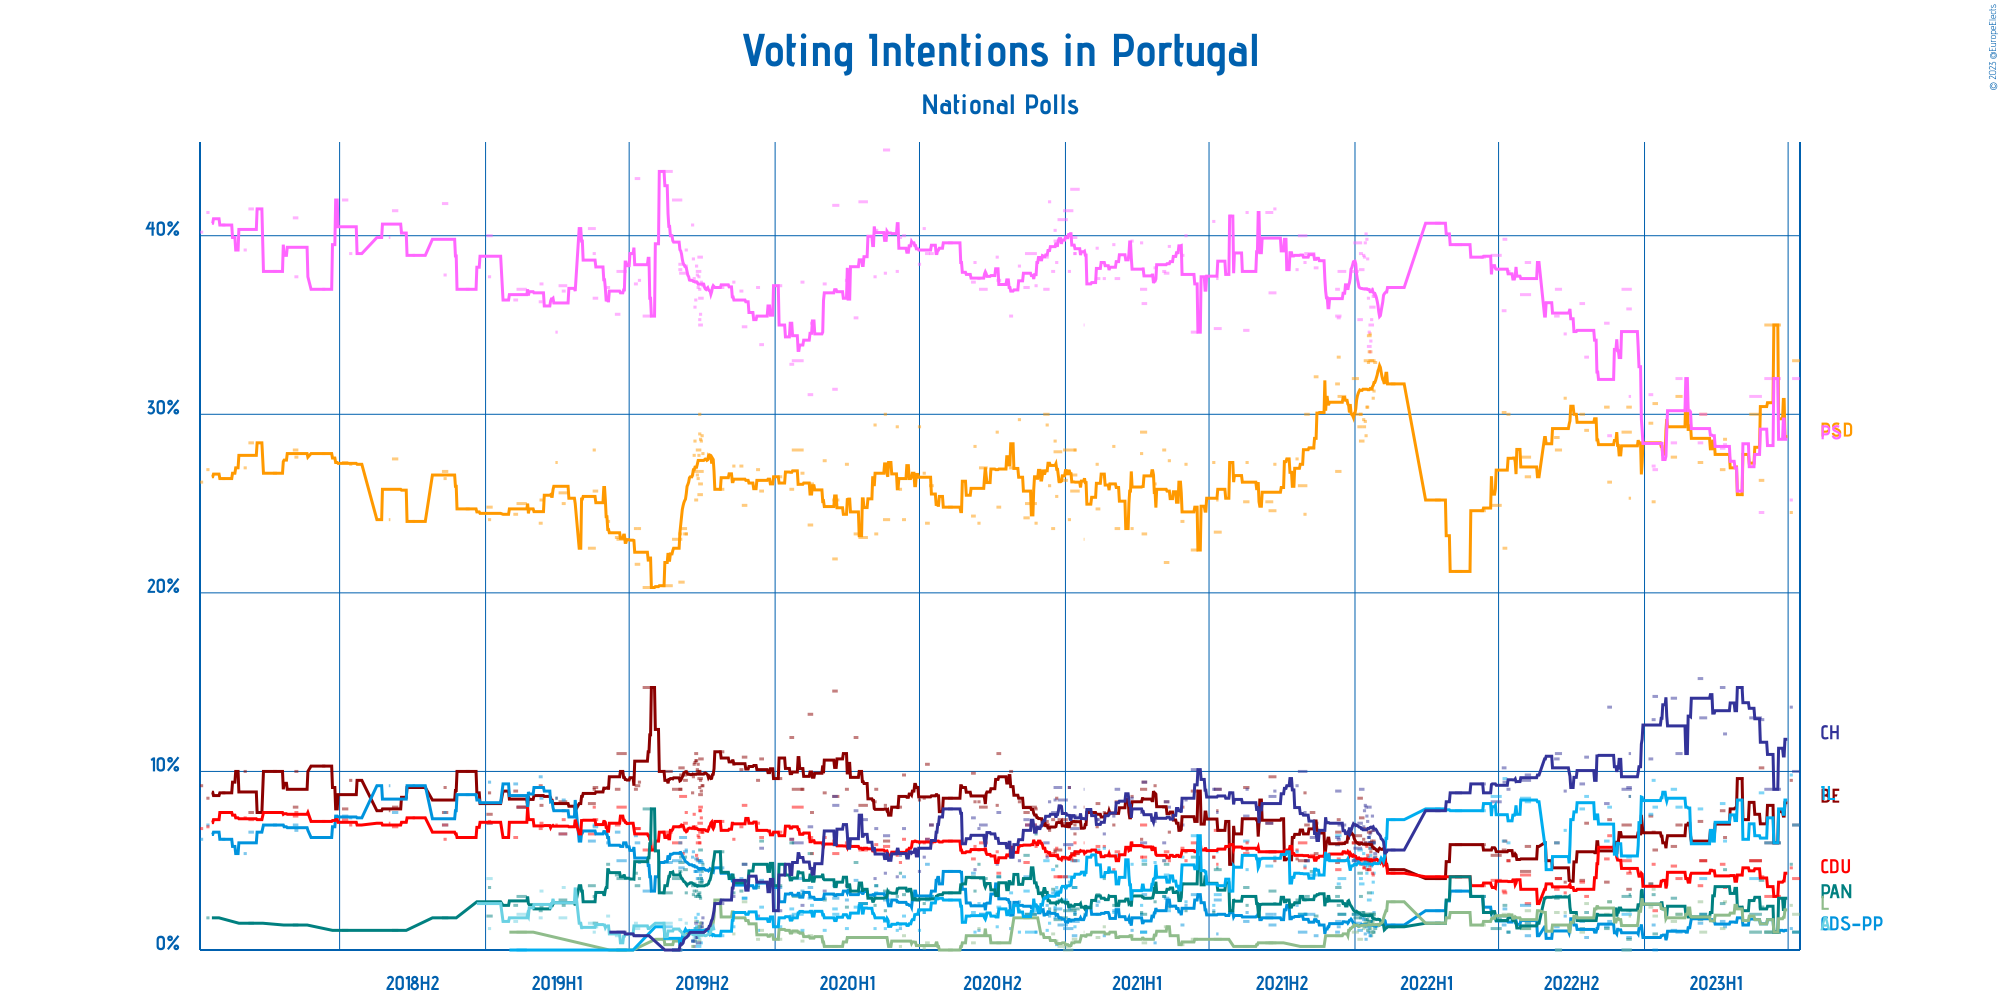 Voting Intentions in Portugal
National Polls
© 2023 @EuropeElects
40%
30%
20%
10%
0%
PS
CH
BE
CDU
PAN
CDS-PP
2018H2
2019H1
2019H2
2020H1
2020H2
2021H1
2021H2
2022H1
2022H2
2023H1